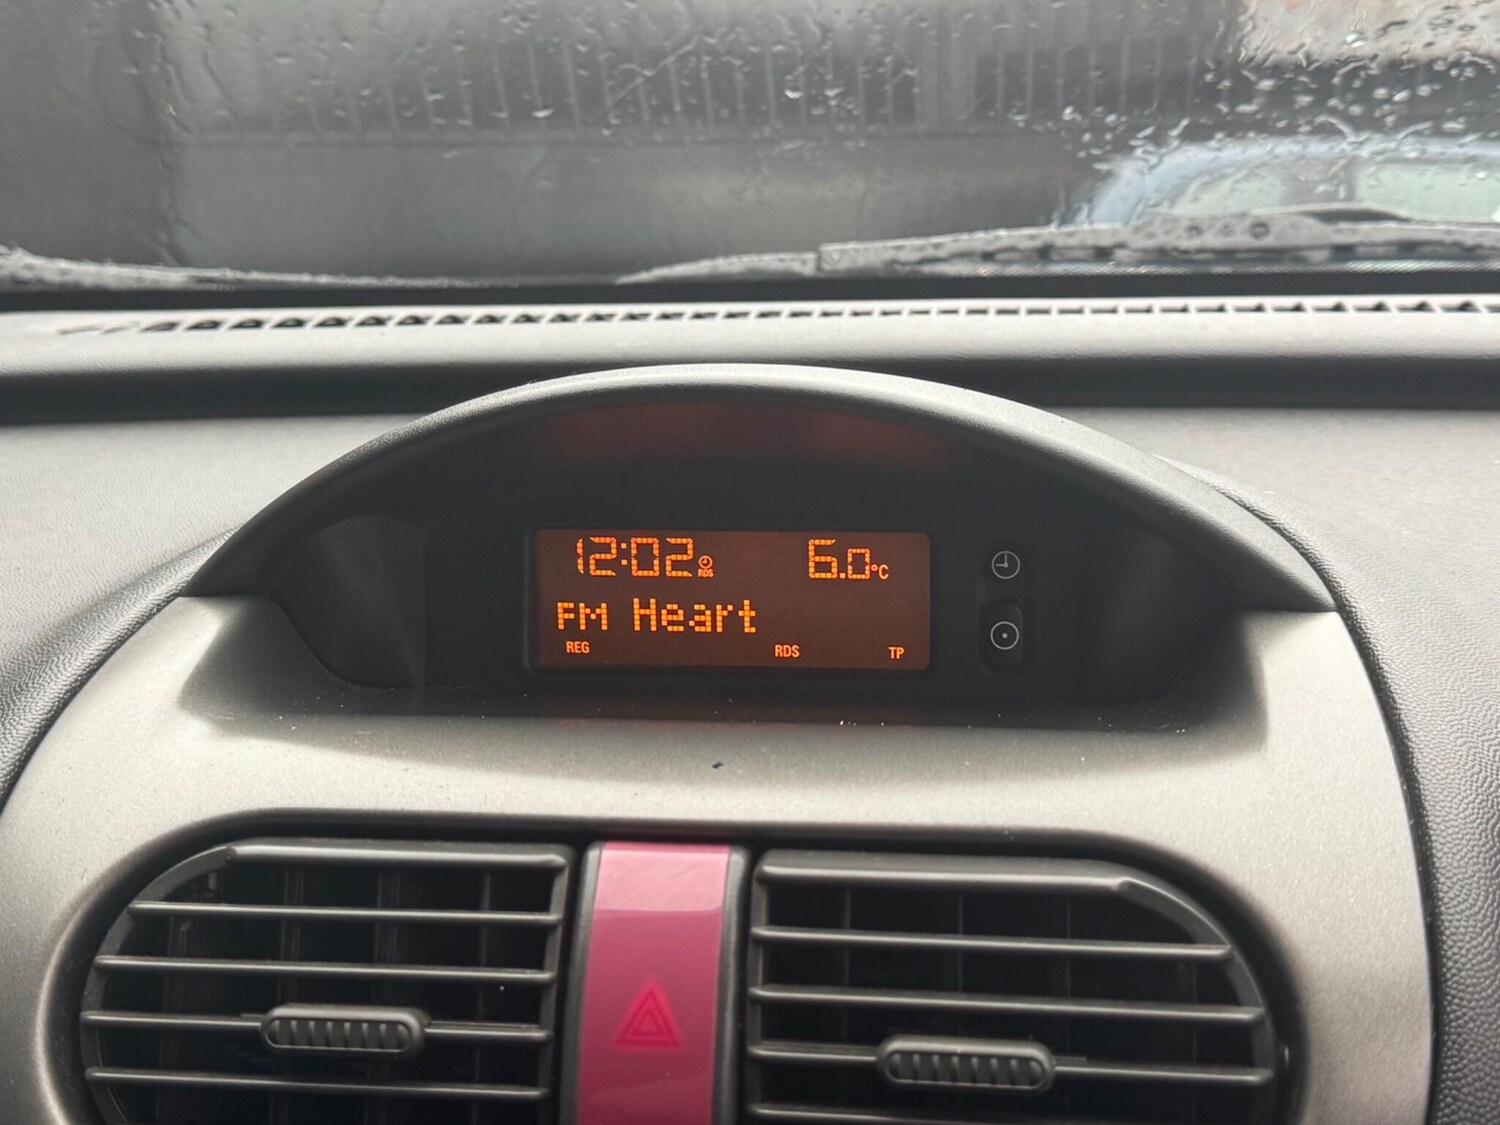 12:02 RDS 6.0°C
FM Heart
REG RDS TP